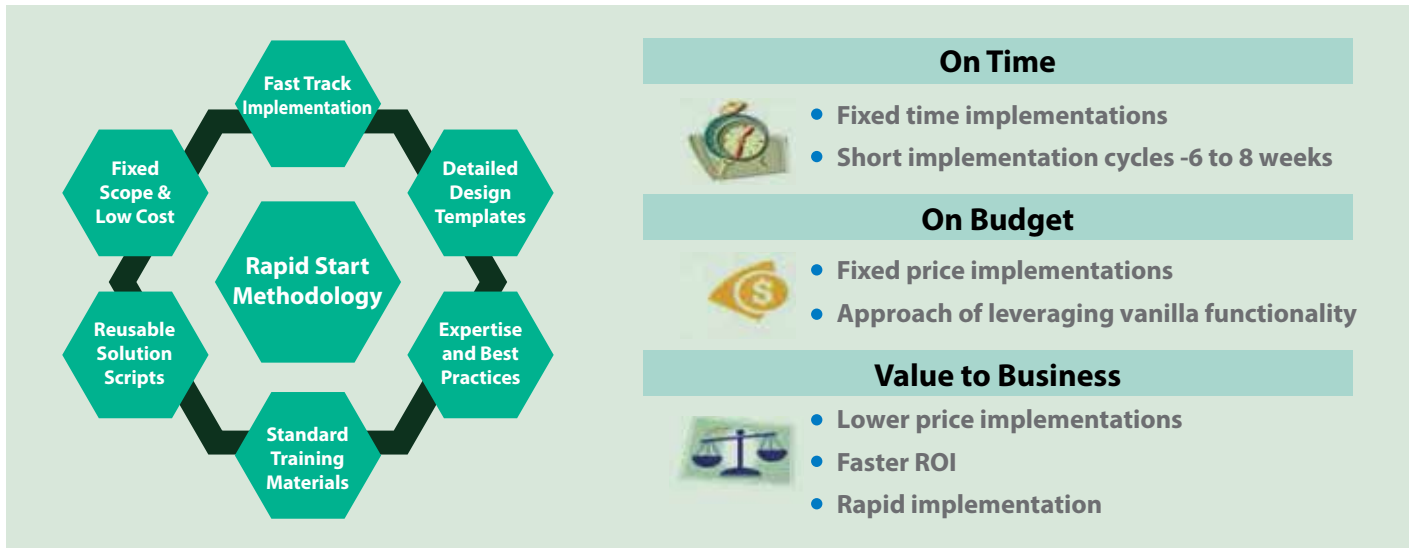 Fast Track
Implementation
Detailed
Design
Templates
Expertise
and Best
Practices
Standard
Training
Materials
Reusable
Solution
Scripts
Fixed
Scope &
Low Cost
Rapid Start
Methodology
On Time
Fixed time implementations
Short implementation cycles -6 to 8 weeks
On Budget
$
Fixed price implementations
Approach of leveraging vanilla functionality
Value to Business
Lower price implementations
Faster ROI
Rapid implementation